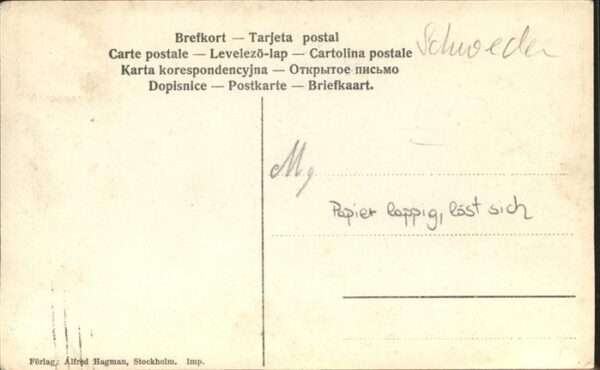 Brefkort — Tarjeta postal
Carte postale — Levelező-lap — Cartolina postale
Karta korespondencyjna — Открытое письмо
Dopisnice — Postkarte — Briefkaart.
Schweden
Mg
Papier lappig, löst sich
Förlag: Alfred Hagman, Stockholm. Imp.